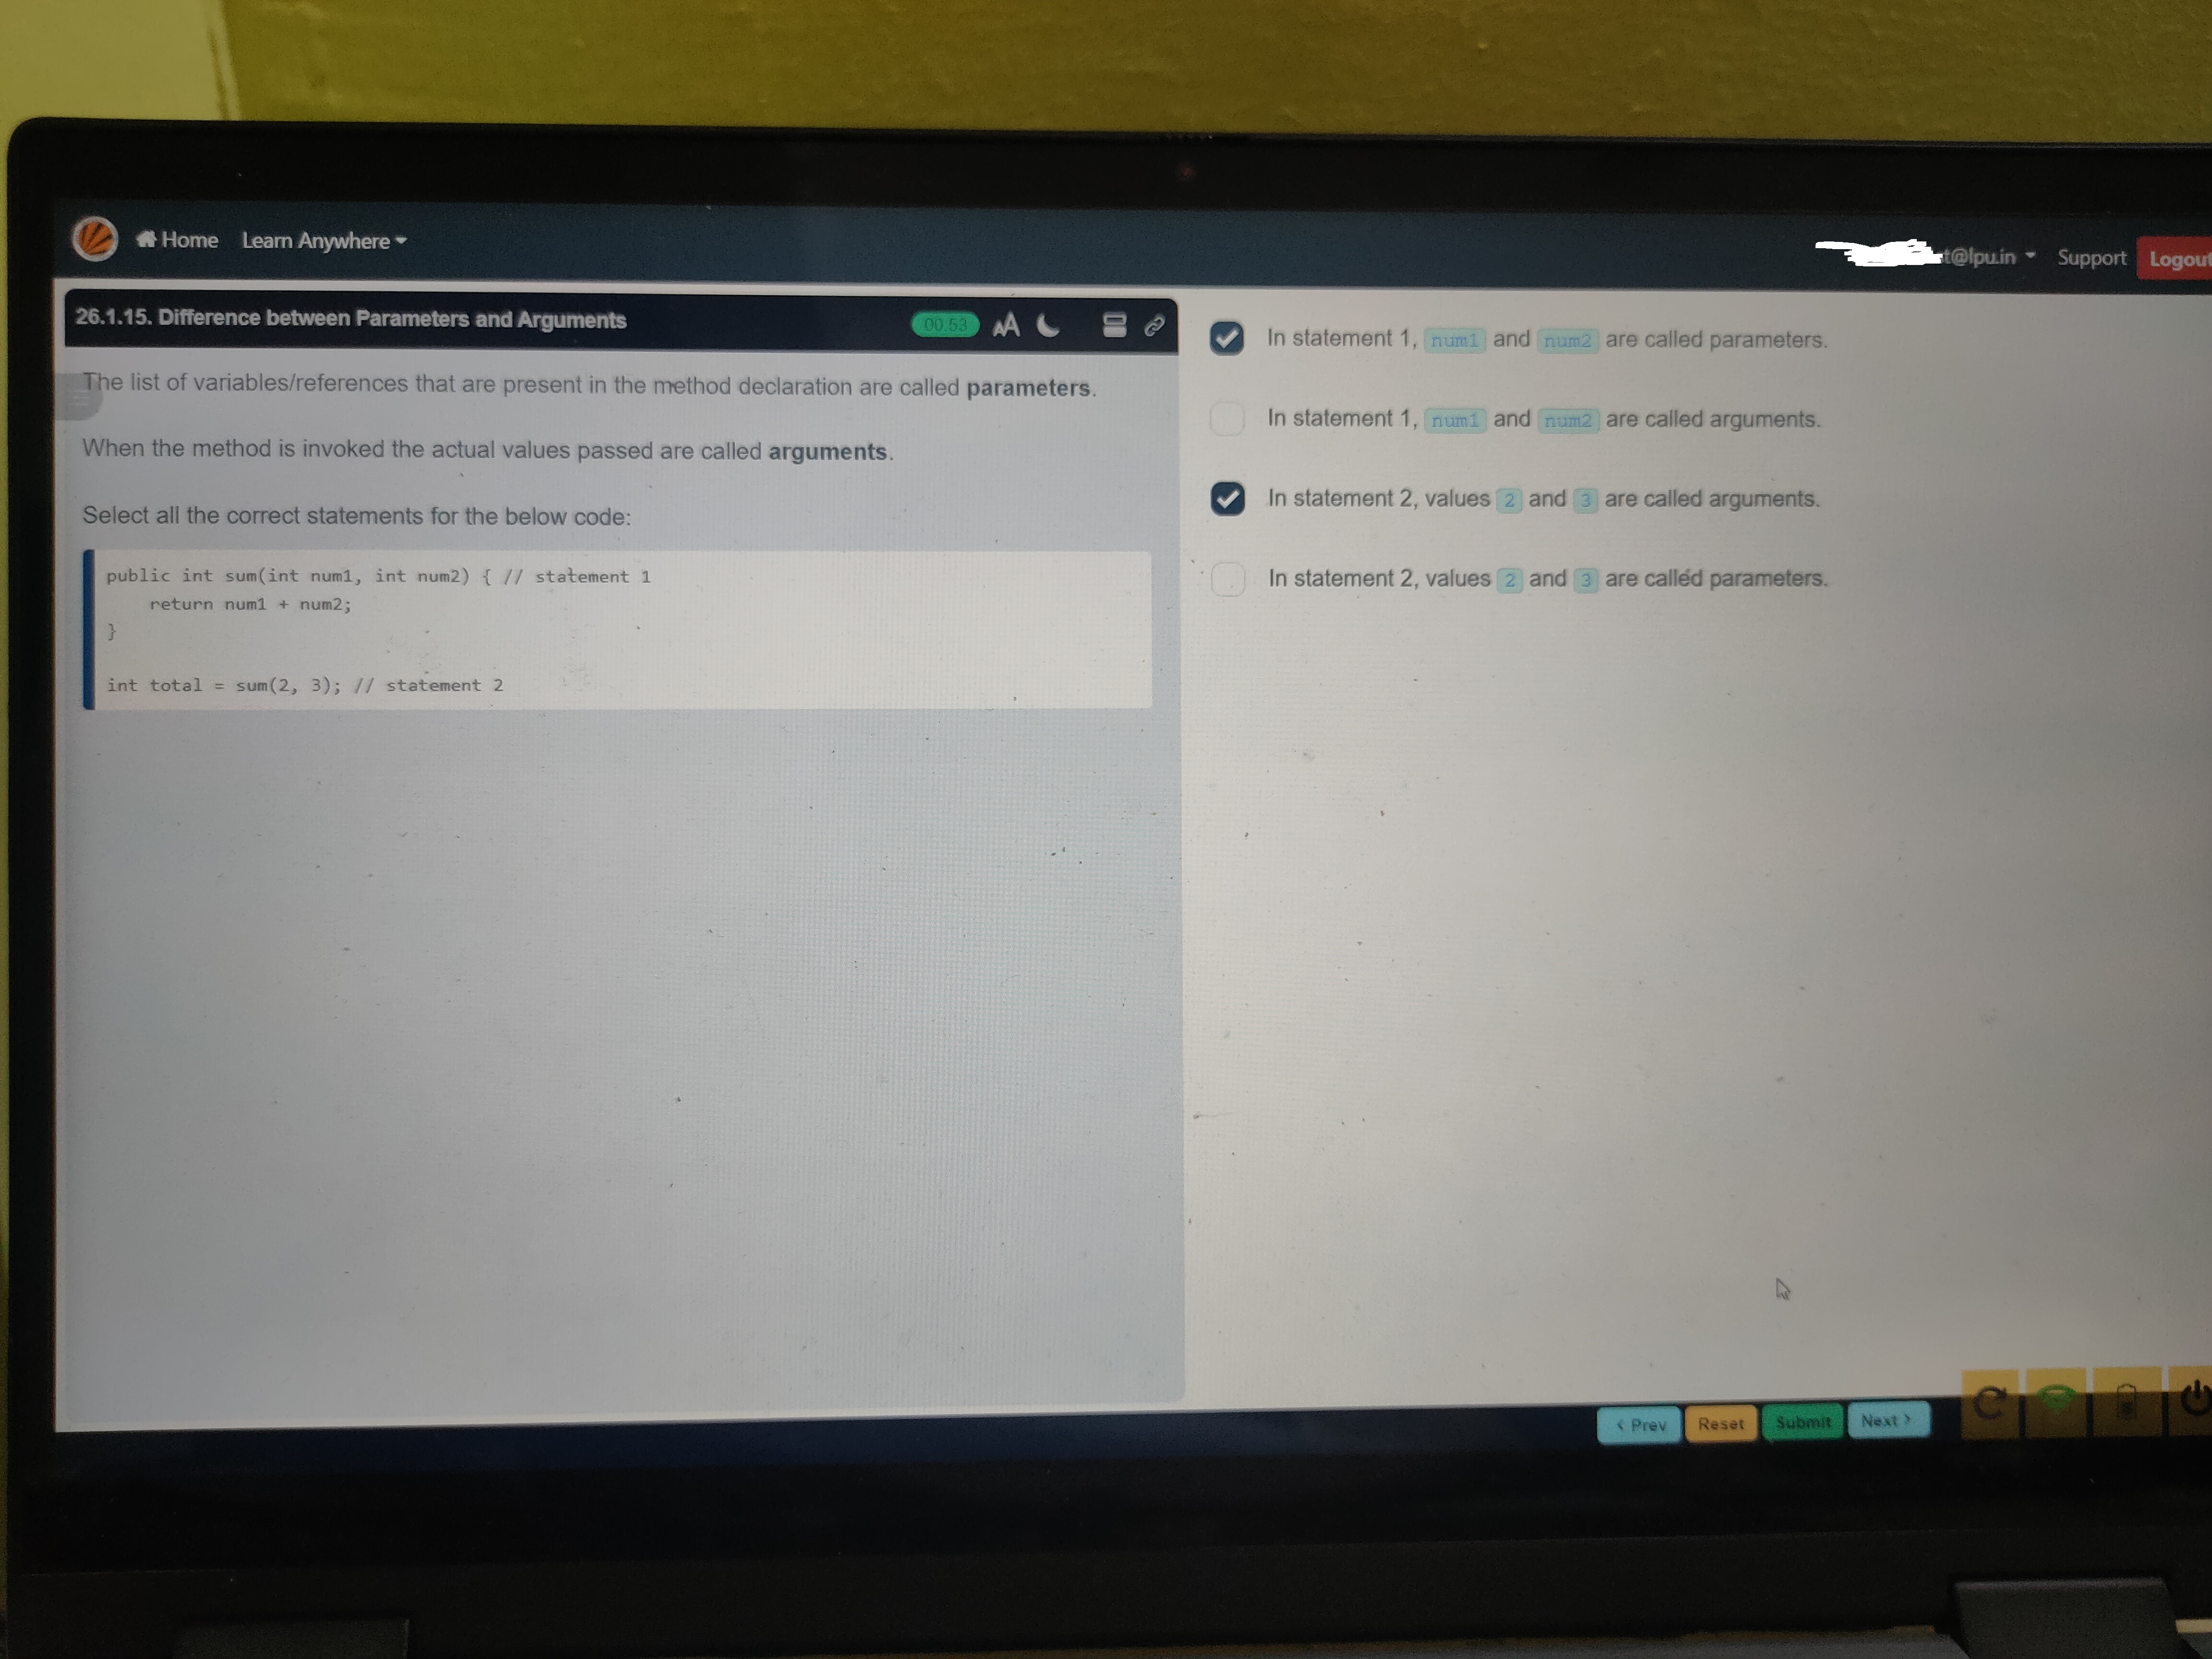 Home Learn Anywhere t@lpu.in Support Logout
26.1.15. Difference between Parameters and Arguments 00:53 AA
The list of variables/references that are present in the method declaration are called parameters.
When the method is invoked the actual values passed are called arguments.
Select all the correct statements for the below code:
public int sum(int num1, int num2) { // statement 1
return num1 + num2;
}
int total = sum(2, 3); // statement 2
In statement 1, num1 and num2 are called parameters.
In statement 1, num1 and num2 are called arguments.
In statement 2, values 2 and 3 are called arguments.
In statement 2, values 2 and 3 are called parameters.
< Prev Reset Submit Next >